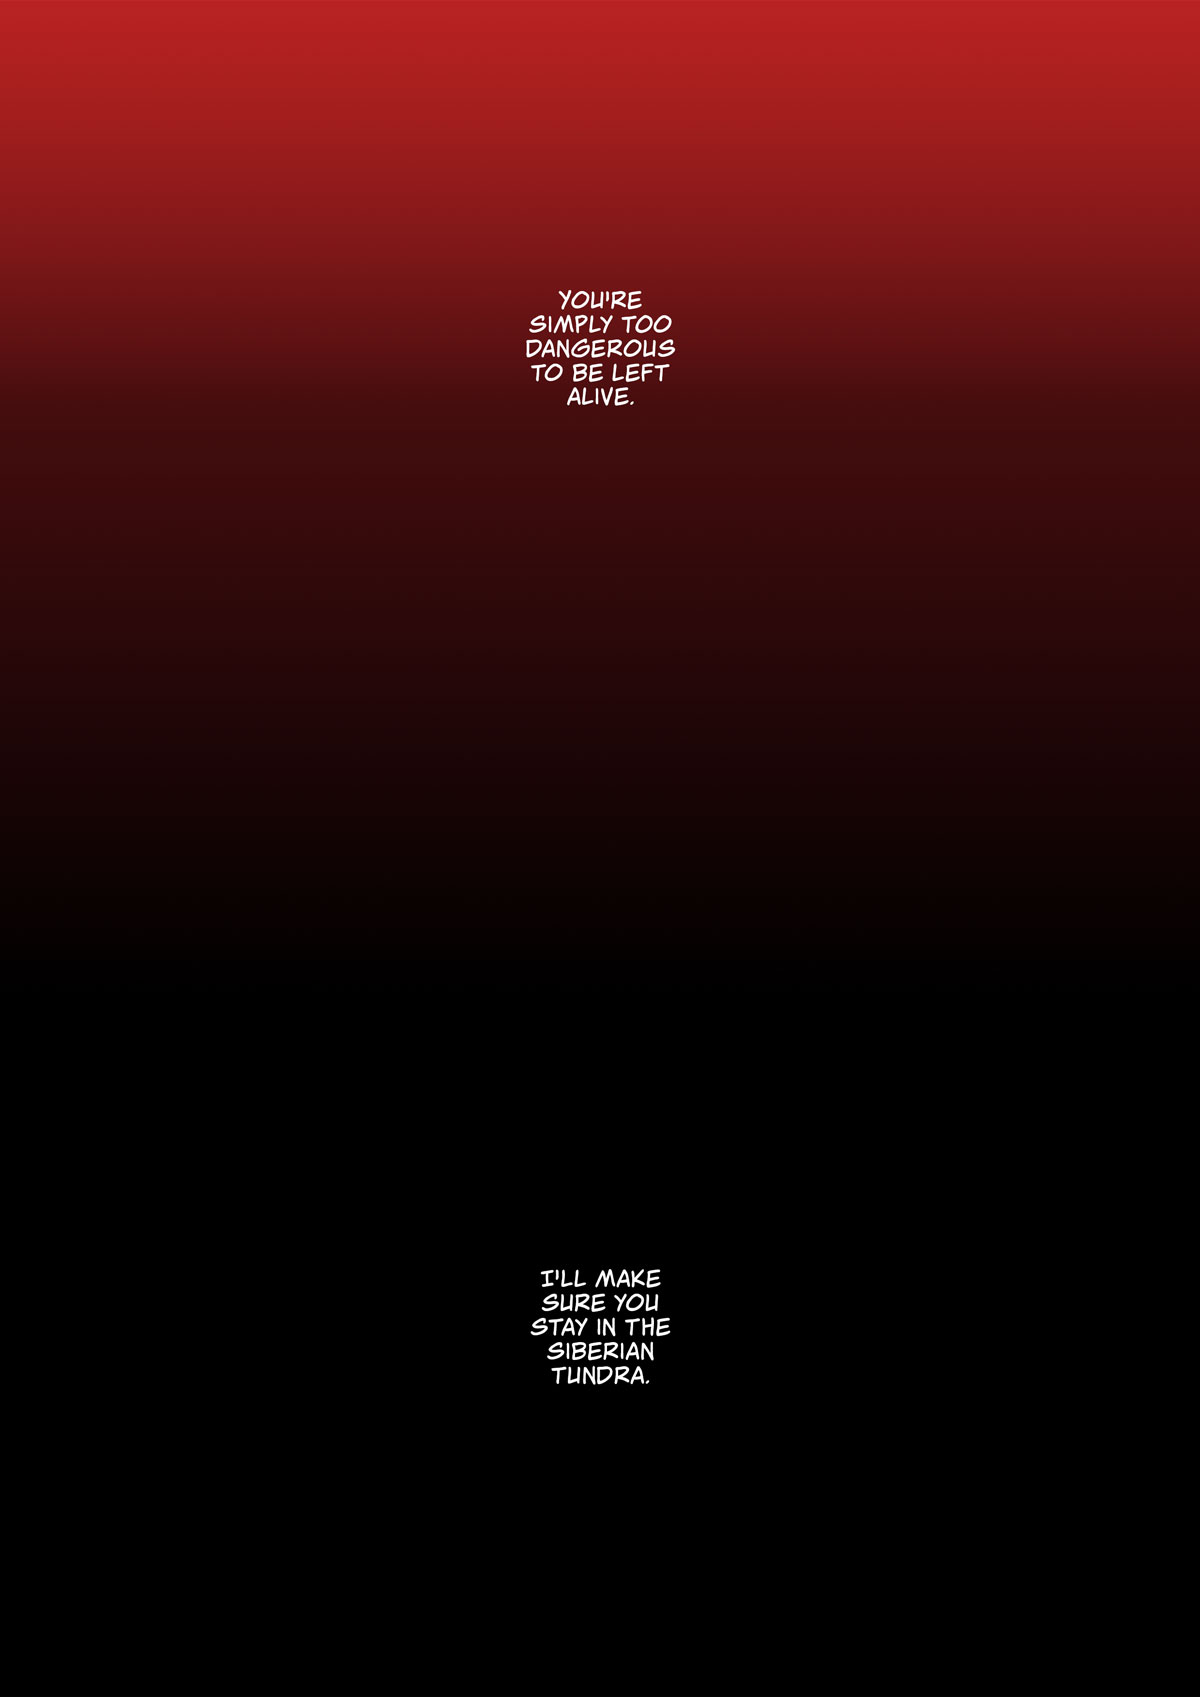 YOU'RE
SIMPLY TOO
DANGEROUS
TO BE LEFT
ALIVE.
I'LL MAKE
SURE YOU
STAY IN THE
SIBERIAN
TUNDRA.